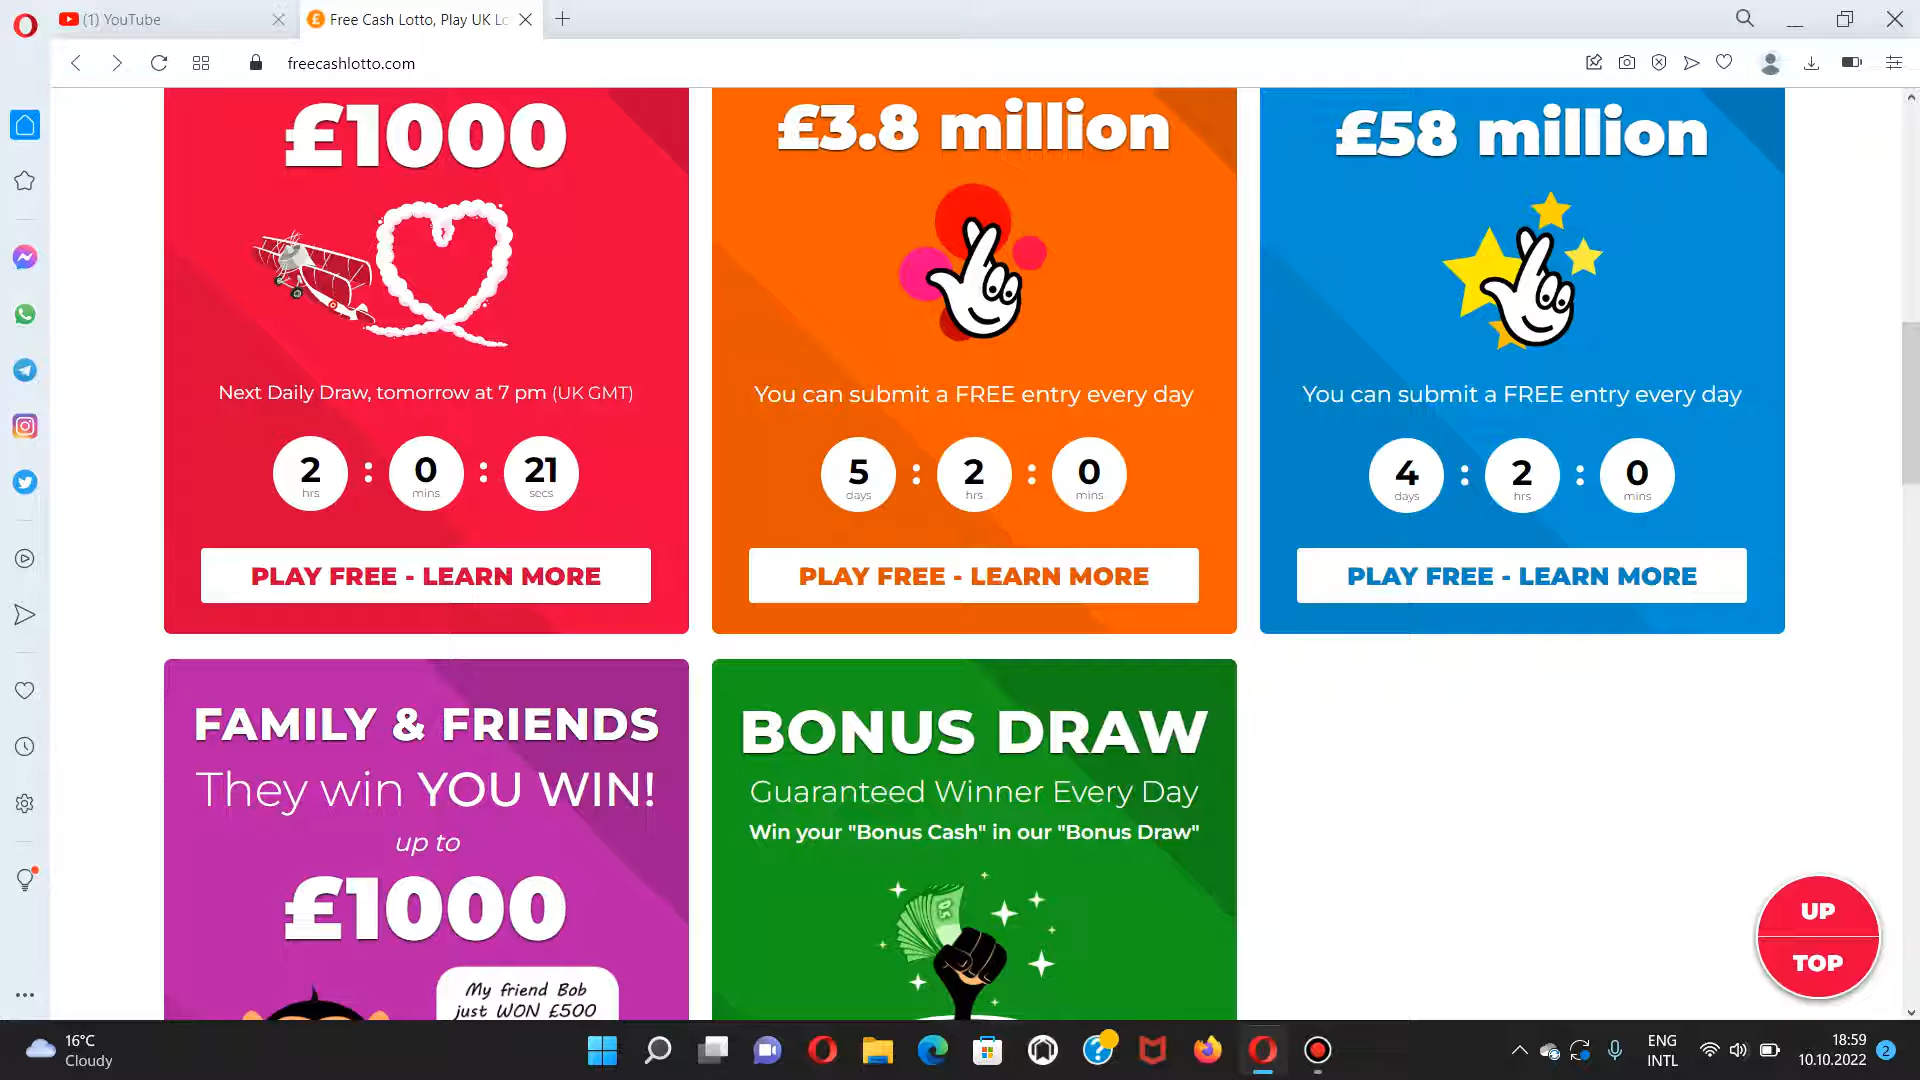 (1) YouTube
Free Cash Lotto, Play UK Lo
freecashlotto.com
£1000
Next Daily Draw, tomorrow at 7 pm (UK GMT)
2 : 0 : 21
hrs mins secs
PLAY FREE - LEARN MORE
£3.8 million
You can submit a FREE entry every day
5 : 2 : 0
days hrs mins
PLAY FREE - LEARN MORE
£58 million
You can submit a FREE entry every day
4 : 2 : 0
days hrs mins
PLAY FREE - LEARN MORE
FAMILY & FRIENDS
They win YOU WIN!
up to
£1000
My friend Bob
just WON £500
BONUS DRAW
Guaranteed Winner Every Day
Win your "Bonus Cash" in our "Bonus Draw"
50
UP
TOP
16°C
Cloudy
ENG
INTL
18:59
10.10.2022
2